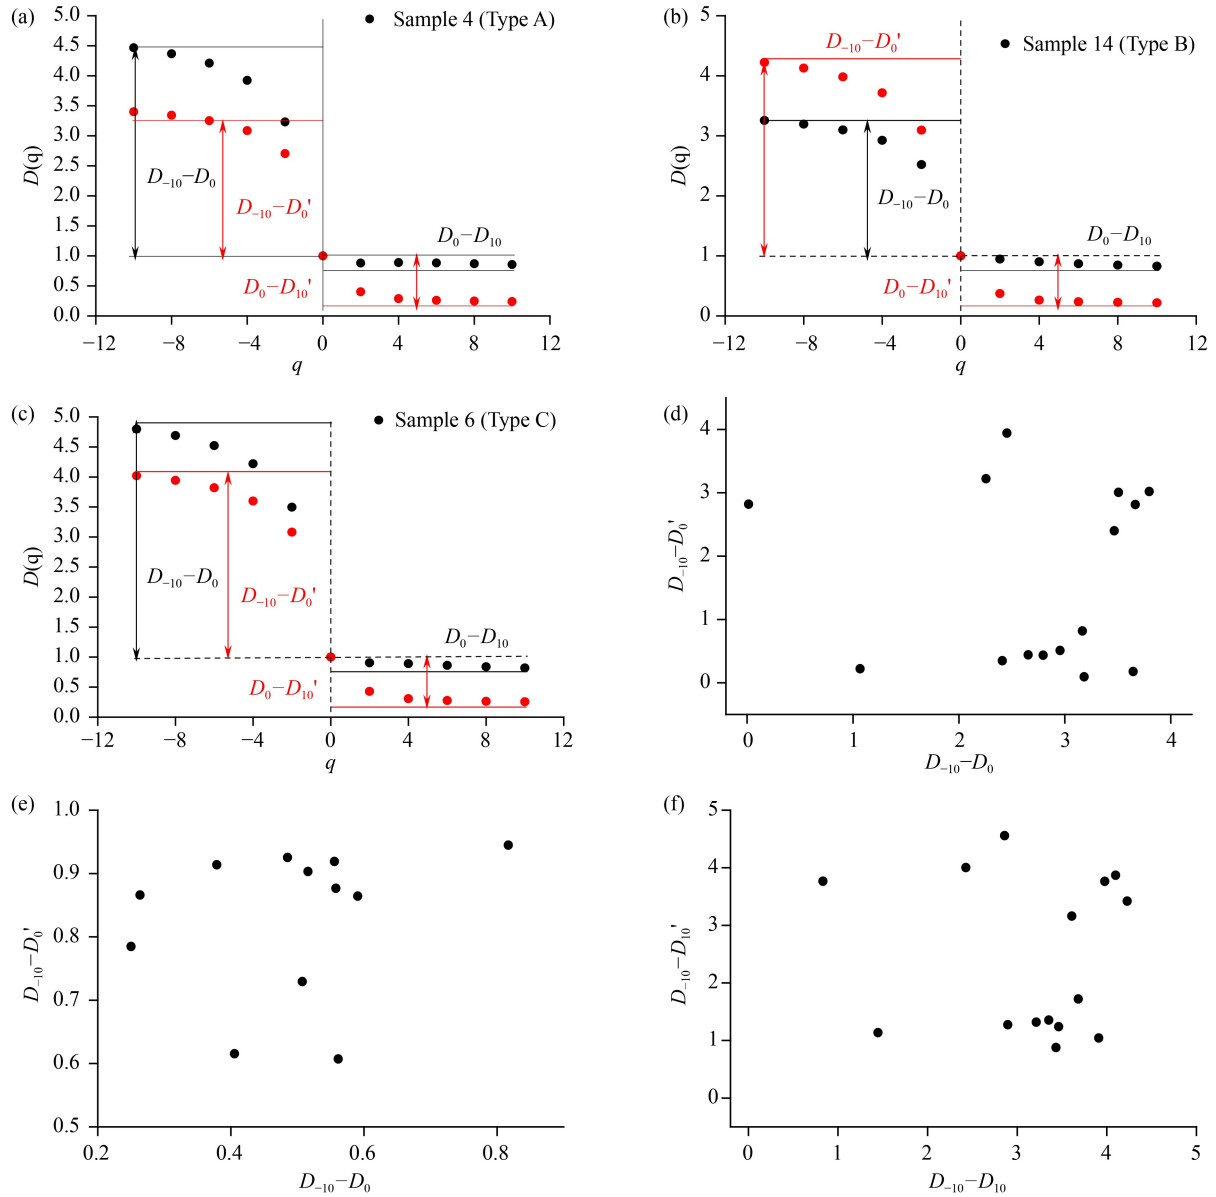 (a)
Sample 4 (Type A)
5.0
4.5
4.0
3.5
3.0
2.5
2.0
1.5
1.0
0.5
0.0
D(q)
D−10−D0
D−10−D0'
D0−D10
D0−D10'
−12
−8
−4
0
4
8
12
q
(b)
Sample 14 (Type B)
5
4
3
2
1
0
D(q)
D−10−D0'
D−10−D0
D0−D10
D0−D10'
−12
−8
−4
0
4
8
12
q
(c)
Sample 6 (Type C)
5.0
4.5
4.0
3.5
3.0
2.5
2.0
1.5
1.0
0.5
0.0
D(q)
D−10−D0
D−10−D0'
D0−D10
D0−D10'
−12
−8
−4
0
4
8
12
q
(d)
4
3
2
1
0
D−10−D0'
0
1
2
3
4
D−10−D0
(e)
1.0
0.9
0.8
0.7
0.6
0.5
D−10−D0'
0.2
0.4
0.6
0.8
D−10−D0
(f)
5
4
3
2
1
0
D−10−D10'
0
1
2
3
4
5
D−10−D10